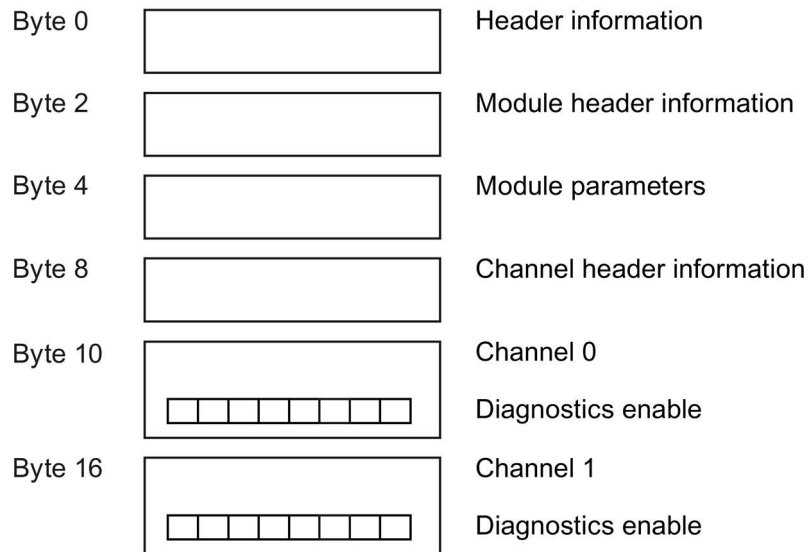 Byte 0 Header information
Byte 2 Module header information
Byte 4 Module parameters
Byte 8 Channel header information
Byte 10 Channel 0
Diagnostics enable
Byte 16 Channel 1
Diagnostics enable